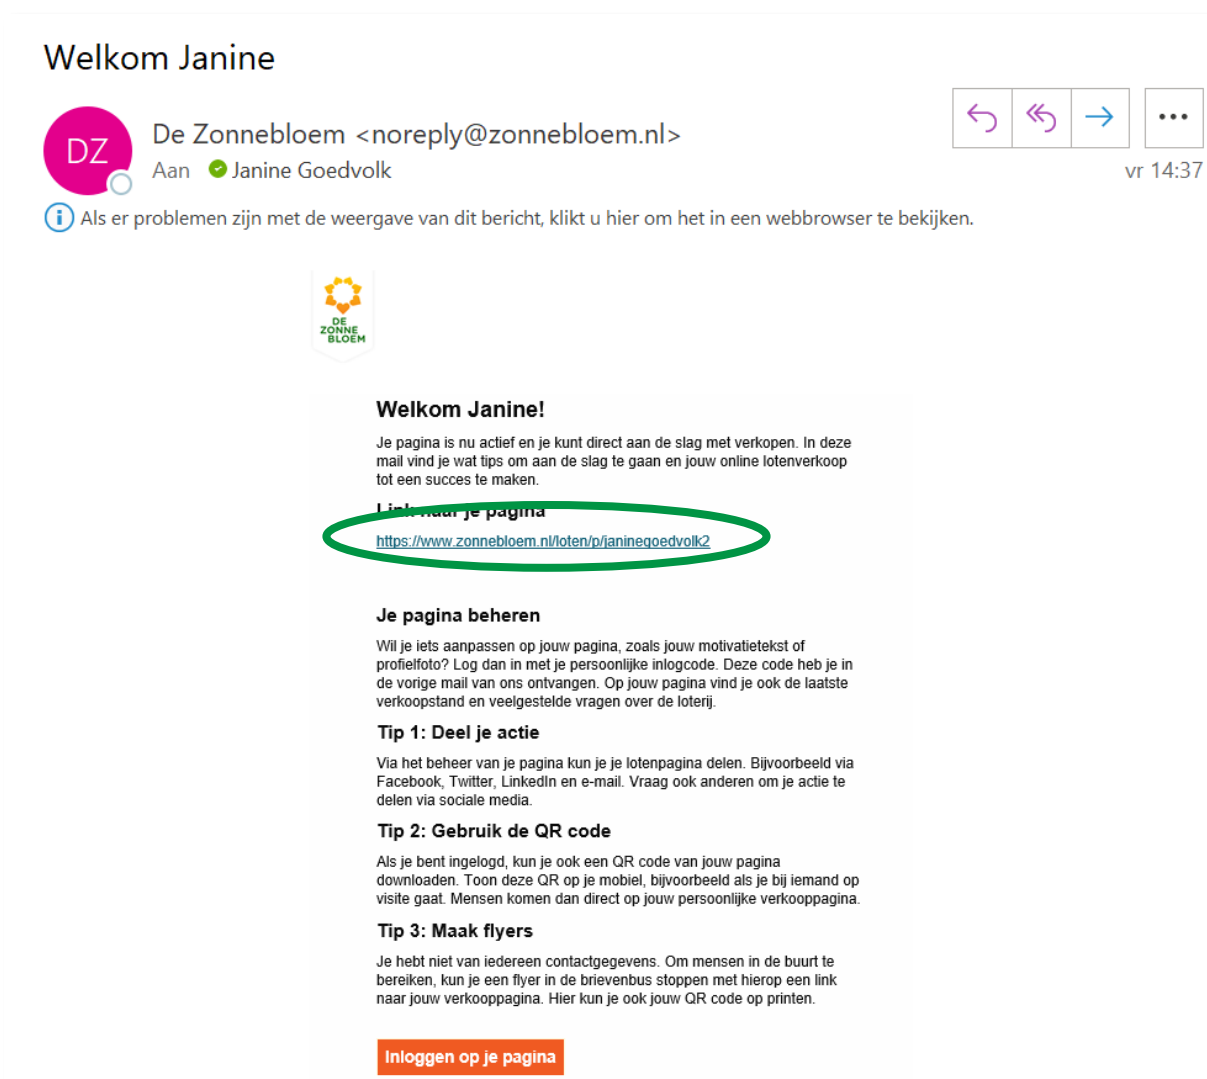 Welkom Janine
DZ
De Zonnebloem <noreply@zonnebloem.nl>
Aan Janine Goedvolk
vr 14:37
Als er problemen zijn met de weergave van dit bericht, klikt u hier om het in een webbrowser te bekijken.
DE
ZONNE
BLOEM
Welkom Janine!
Je pagina is nu actief en je kunt direct aan de slag met verkopen. In deze
mail vind je wat tips om aan de slag te gaan en jouw online lotenverkoop
tot een succes te maken.
Link naar je pagina
https://www.zonnebloem.nl/loten/p/janinegoedvolk2
Je pagina beheren
Wil je iets aanpassen op jouw pagina, zoals jouw motivatietekst of
profielfoto? Log dan in met je persoonlijke inlogcode. Deze code heb je in
de vorige mail van ons ontvangen. Op jouw pagina vind je ook de laatste
verkoopstand en veelgestelde vragen over de loterij.
Tip 1: Deel je actie
Via het beheer van je pagina kun je je lotenpagina delen. Bijvoorbeeld via
Facebook, Twitter, LinkedIn en e-mail. Vraag ook anderen om je actie te
delen via sociale media.
Tip 2: Gebruik de QR code
Als je bent ingelogd, kun je ook een QR code van jouw pagina
downloaden. Toon deze QR op je mobiel, bijvoorbeeld als je bij iemand op
visite gaat. Mensen komen dan direct op jouw persoonlijke verkooppagina.
Tip 3: Maak flyers
Je hebt niet van iedereen contactgegevens. Om mensen in de buurt te
bereiken, kun je een flyer in de brievenbus stoppen met hierop een link
naar jouw verkooppagina. Hier kun je ook jouw QR code op printen.
Inloggen op je pagina